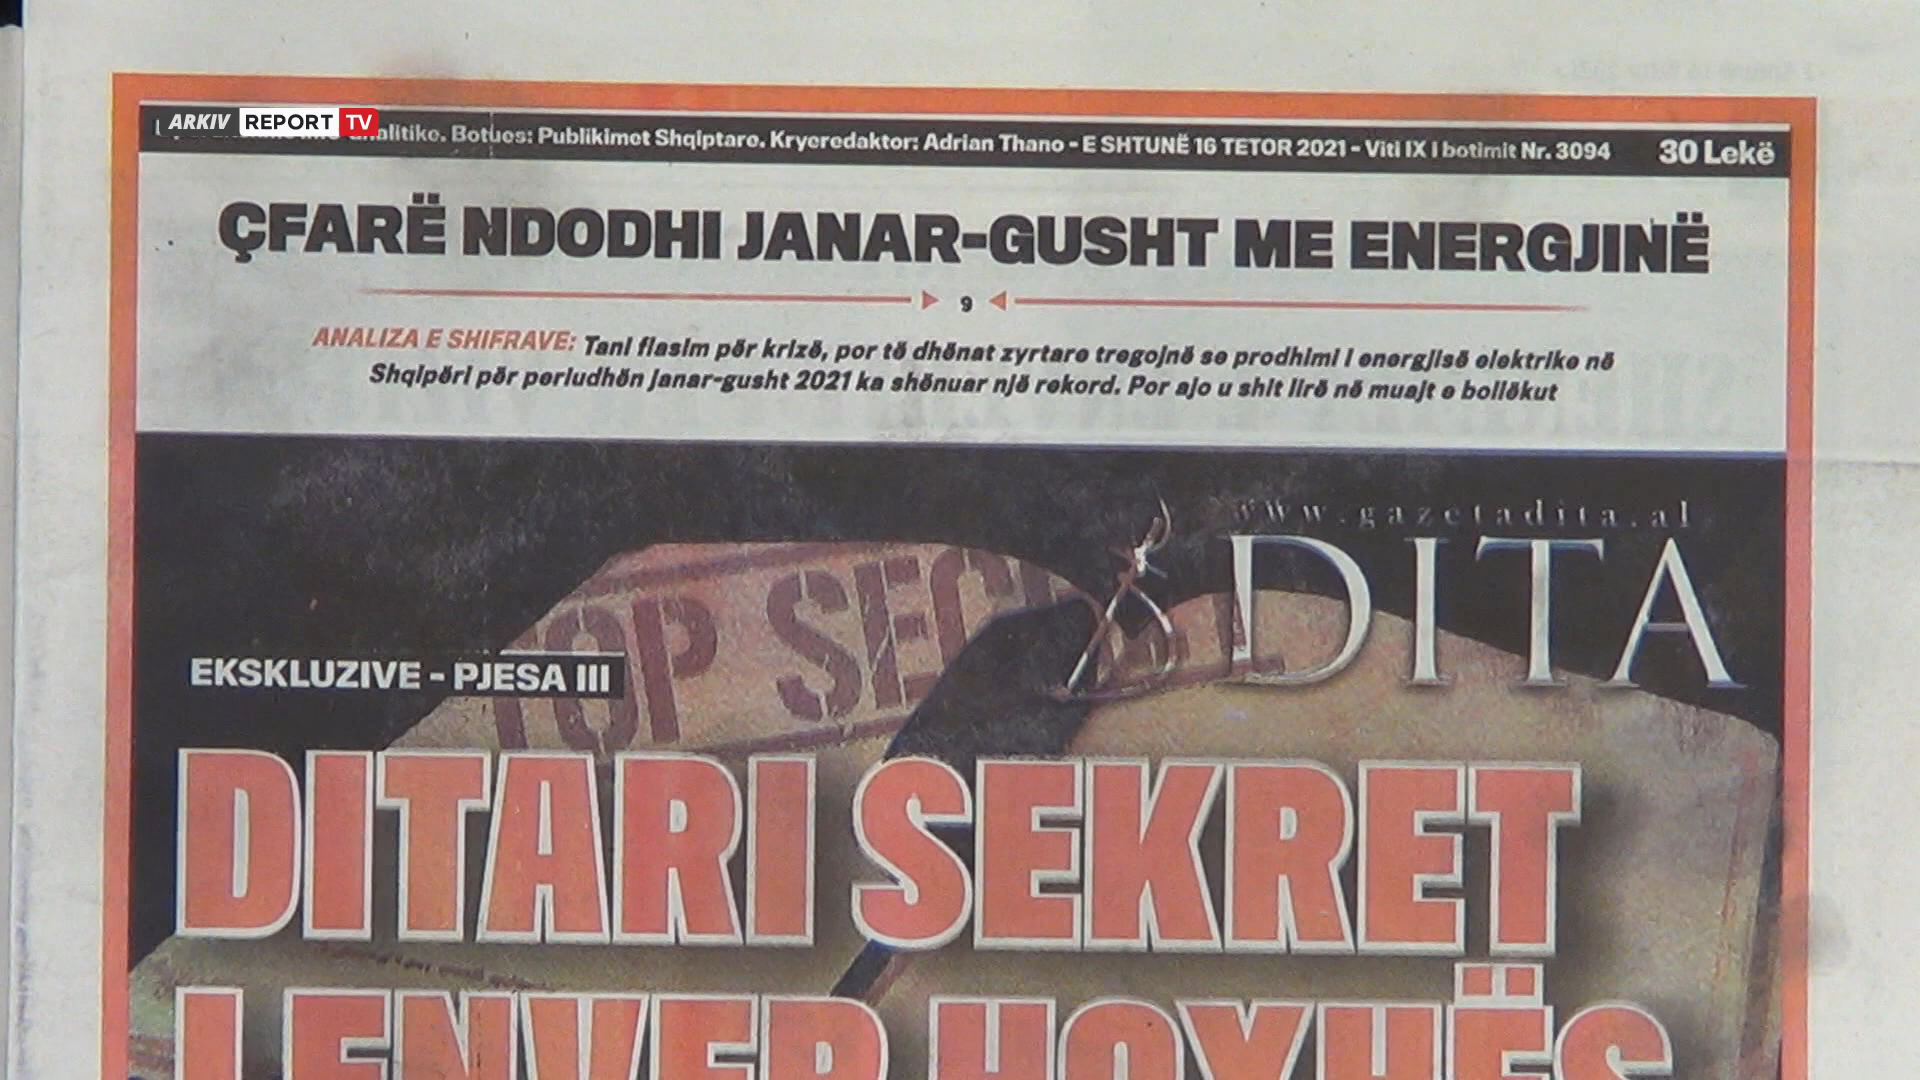 ARKIV REPORT TV
analitike. Botues: Publikimet Shqiptare. Kryeredaktor: Adrian Thano - E SHTUNË 16 TETOR 2021 - Viti IX i botimit Nr. 3094 30 Lekë
ÇFARË NDODHI JANAR-GUSHT ME ENERGJINË
9
ANALIZA E SHIFRAVE: Tani flasim për krizë, por të dhënat zyrtare tregojnë se prodhimi i energjisë elektrike në
Shqipëri për periudhën janar-gusht 2021 ka shënuar një rekord. Por ajo u shit lirë në muajt e bollëkut
www.gazetadita.al
DITA
TOP SECRET
EKSKLUZIVE - PJESA III
DITARI SEKRET
I ENVER HOXHËS